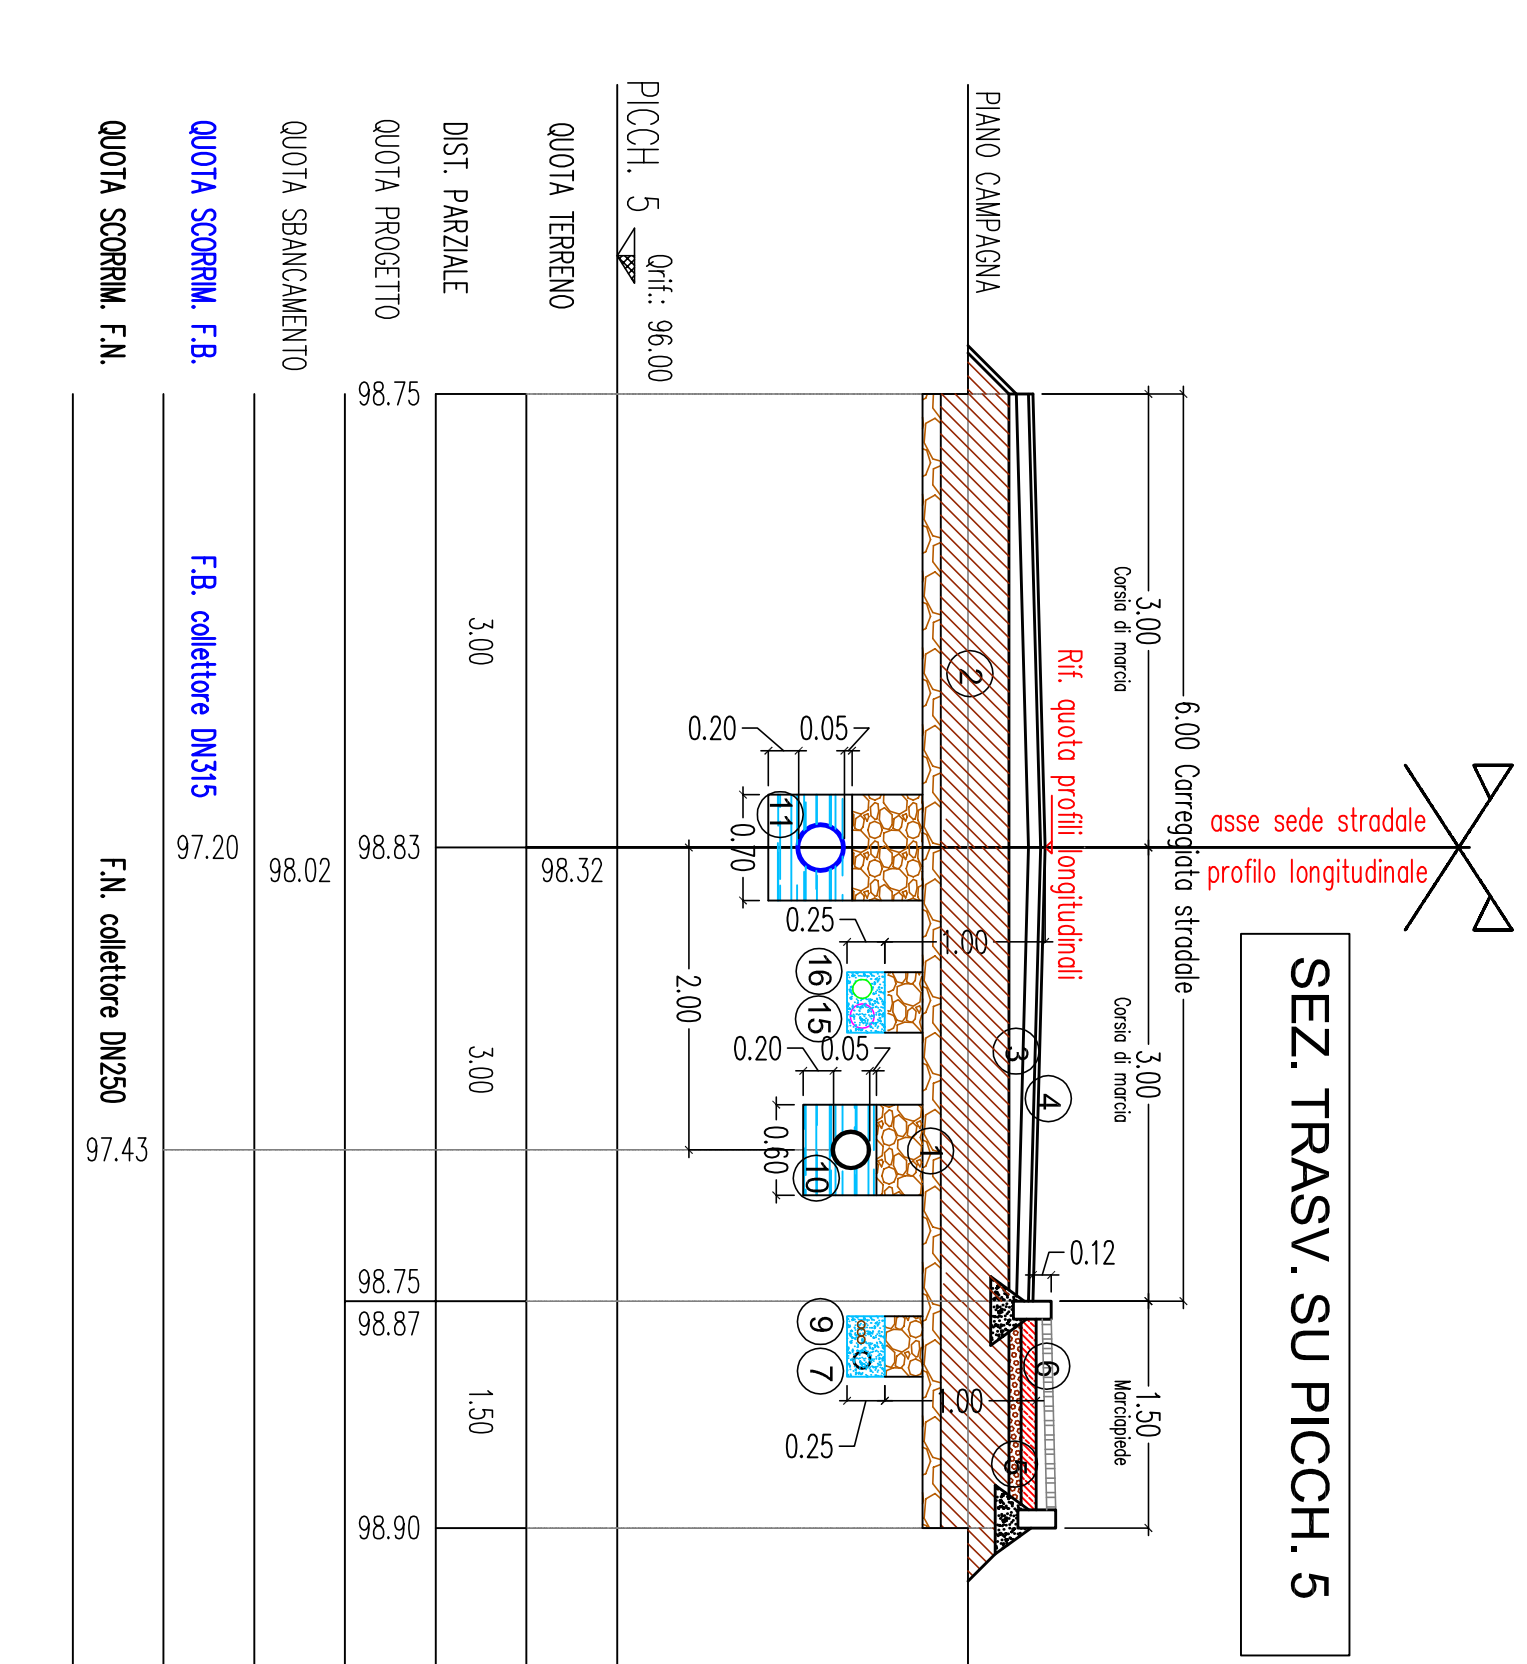 SEZ. TRASV. SU PICCH. 5
asse sede stradale
profilo longitudinale
6.00 Carreggiata stradale
3.00
Corsia di marcia
3.00
Corsia di marcia
1.50
Marciapiede
Rif. quota profili longitudinali
0.12
4
3
6
5
2
1
PIANO CAMPAGNA
1.00
1.00
0.20
0.05
0.25
0.20
0.05
0.25
11
16
15
10
9
7
0.70
0.60
2.00
PICCH. 5
Qrif.: 96.00
QUOTA TERRENO
98.32
DIST. PARZIALE
3.00
3.00
1.50
QUOTA PROGETTO
98.75
98.83
98.75
98.87
98.90
QUOTA SBANCAMENTO
98.02
QUOTA SCORRIM. F.B.
F.B. collettore DN315
97.20
QUOTA SCORRIM. F.N.
F.N. collettore DN250
97.43